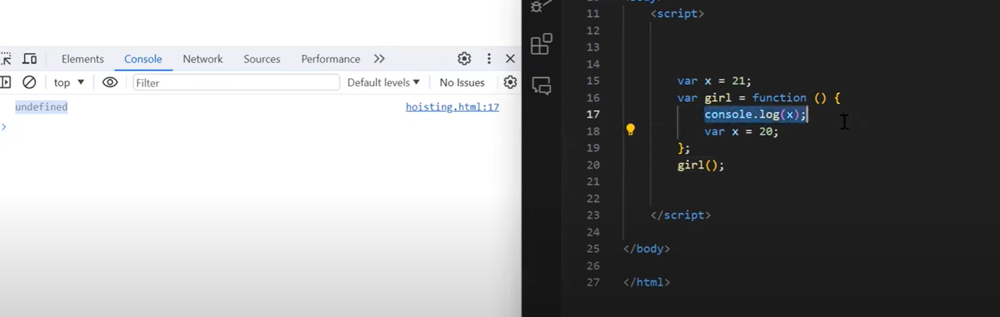 Elements Console Network Sources Performance
top Filter Default levels No Issues
undefined hoisting.html:17
>
11 <script>
12
13
14
15 var x = 21;
16 var girl = function () {
17 console.log(x);
18 var x = 20;
19 };
20 girl();
21
22
23 </script>
24
25 </body>
26
27 </html>